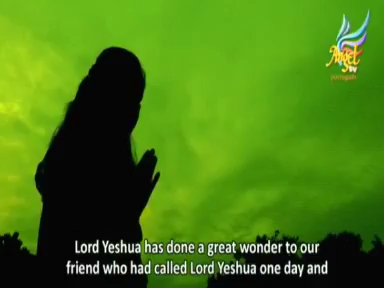 Angel
TV
Lord Yeshua has done a great wonder to our
friend who had called Lord Yeshua one day and